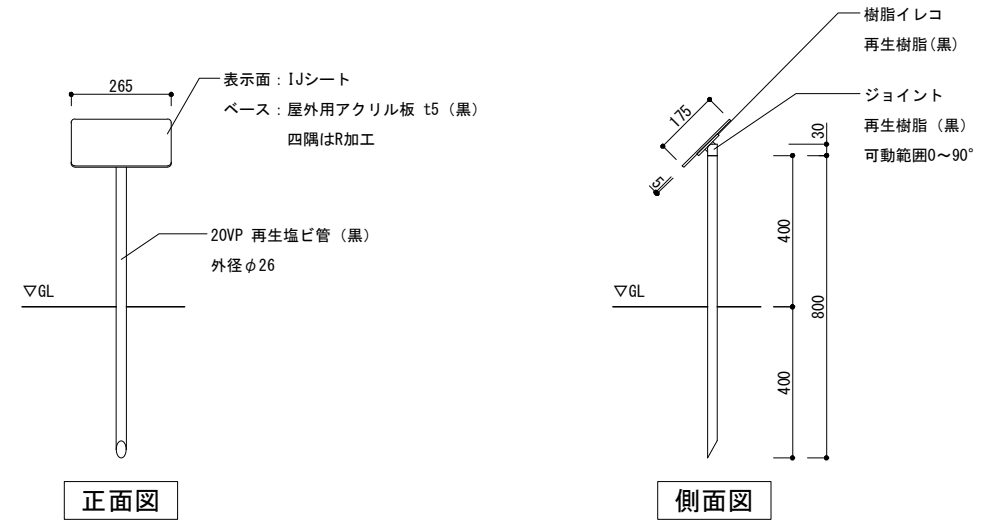 265
表示面：IJシート
ベース：屋外用アクリル板 t5（黒）
四隅はR加工
20VP 再生塩ビ管（黒）
外径φ26
▽GL
正面図
樹脂イレコ
再生樹脂(黒)
ジョイント
再生樹脂（黒）
可動範囲0～90°
175
5
30
400
800
▽GL
400
側面図